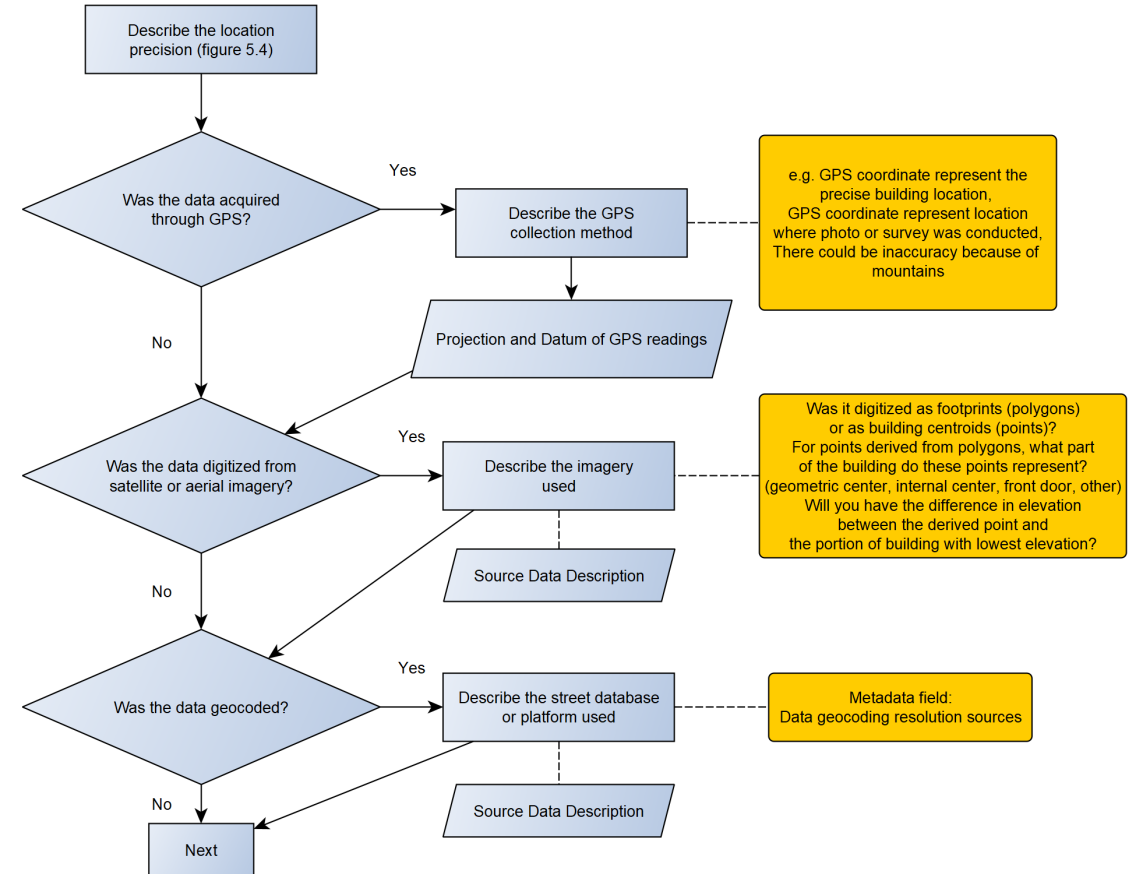 Describe the location
precision (figure 5.4)
Was the data acquired
through GPS?
Yes
Describe the GPS
collection method
e.g. GPS coordinate represent the
precise building location,
GPS coordinate represent location
where photo or survey was conducted,
There could be inaccuracy because of
mountains
No
Projection and Datum of GPS readings
Was the data digitized from
satellite or aerial imagery?
Yes
Describe the imagery
used
Was it digitized as footprints (polygons)
or as building centroids (points)?
For points derived from polygons, what part
of the building do these points represent?
(geometric center, internal center, front door, other)
Will you have the difference in elevation
between the derived point and
the portion of building with lowest elevation?
Source Data Description
No
Was the data geocoded?
Yes
Describe the street database
or platform used
Metadata field:
Data geocoding resolution sources
Source Data Description
No
Next